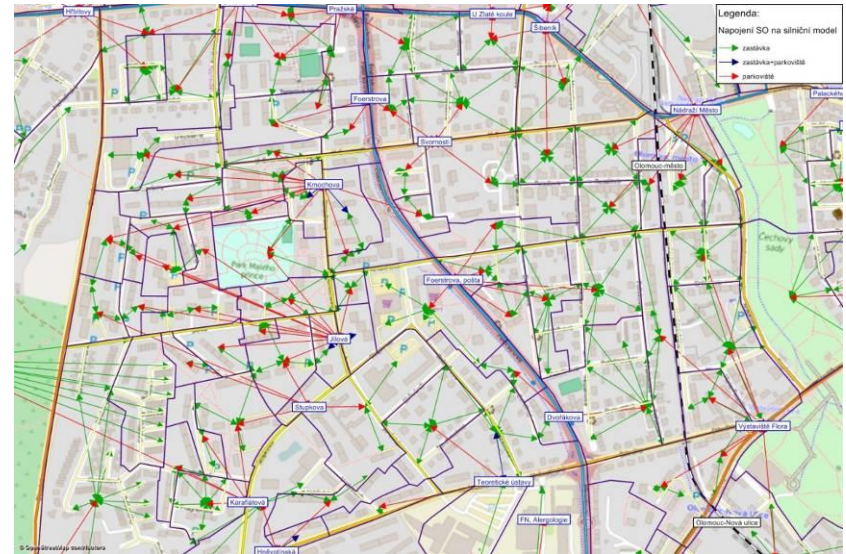 Hřbitovy
Pražská
U Zlaté koule
Šibeník
Legenda:
Napojení SO na silniční model
zastávka
zastávka+parkoviště
parkoviště
Foerstrova
Nádraží Město
Svornosti
Olomouc-město
Kmochova
Park Malého
prince
Čechovy
sady
Foerstrova, pošta
Jílová
Stupkova
Dvořákova
Výstaviště Flora
Teoretické ústavy
Karafiátová
FN, Alergologie
Olomouc-Nová ulice
Hněvotínská
© OpenStreetMap contributors